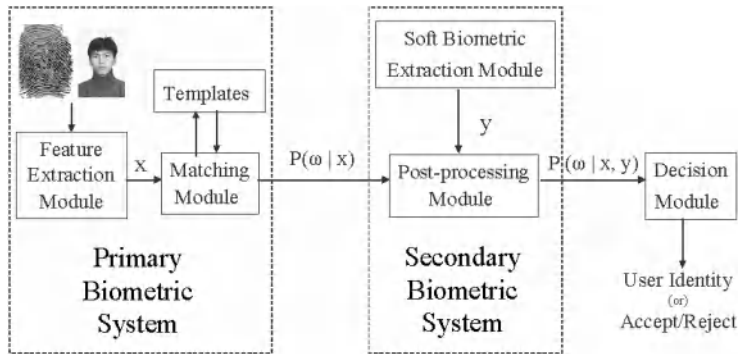 Soft Biometric
Extraction Module
Templates
y
Feature
Extraction
Module
X
Matching
Module
P(ω | x)
Post-processing
Module
P(ω | x, y)
Decision
Module
Primary
Biometric
System
Secondary
Biometric
System
User Identity
(or)
Accept/Reject